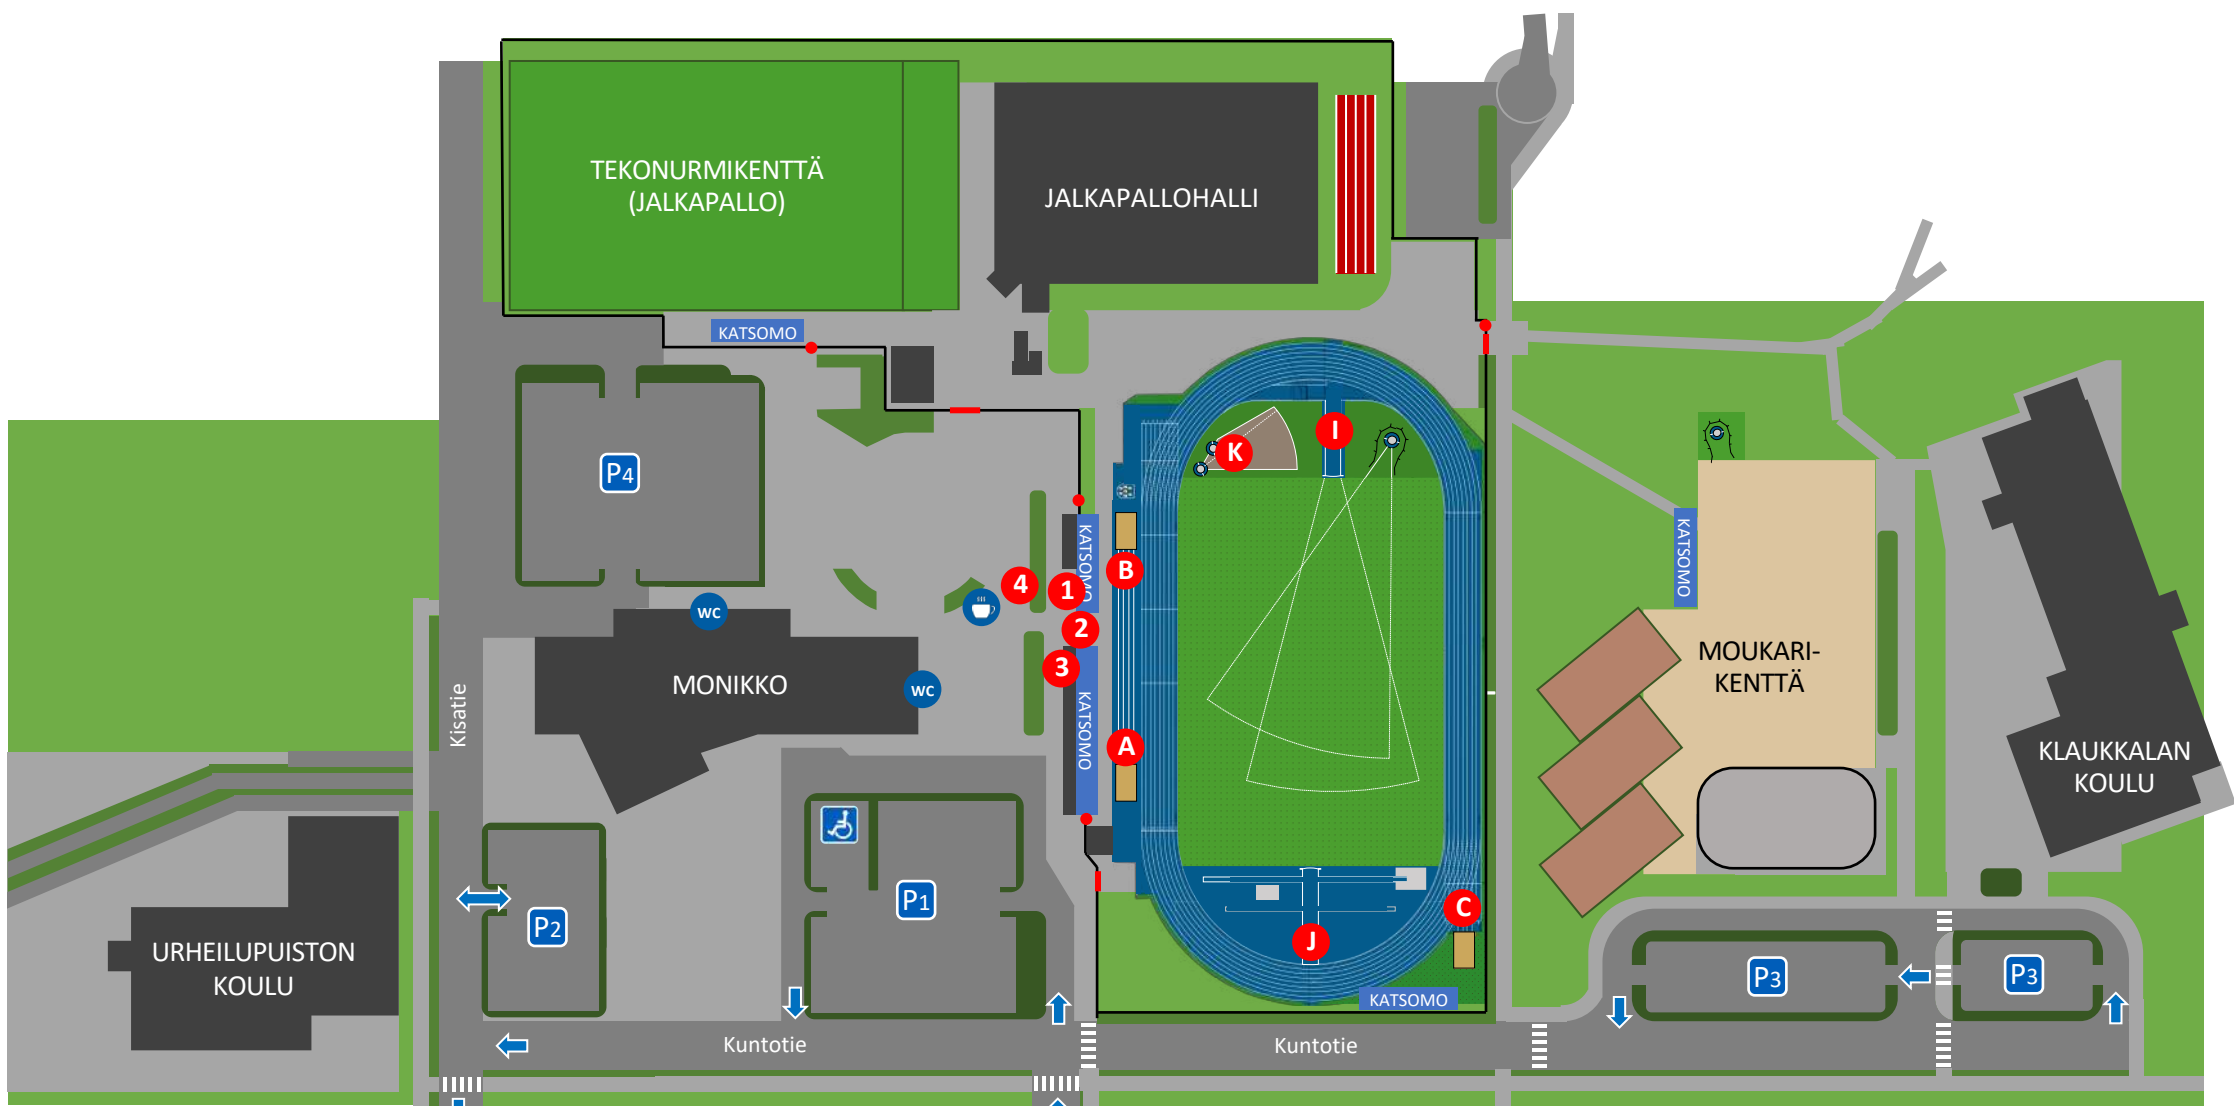 TEKONURMIKENTTÄ
(JALKAPALLO)
JALKAPALLOHALLI
KATSOMO
K
I
P4
KATSOMO
B
4
1
2
3
WC
MONIKKO
WC
KATSOMO
A
KATSOMO
MOUKARI-
KENTTÄ
KLAUKKALAN
KOULU
Kisatie
P1
P2
URHEILUPUISTON
KOULU
C
J
KATSOMO
P3
P3
Kuntotie
Kuntotie